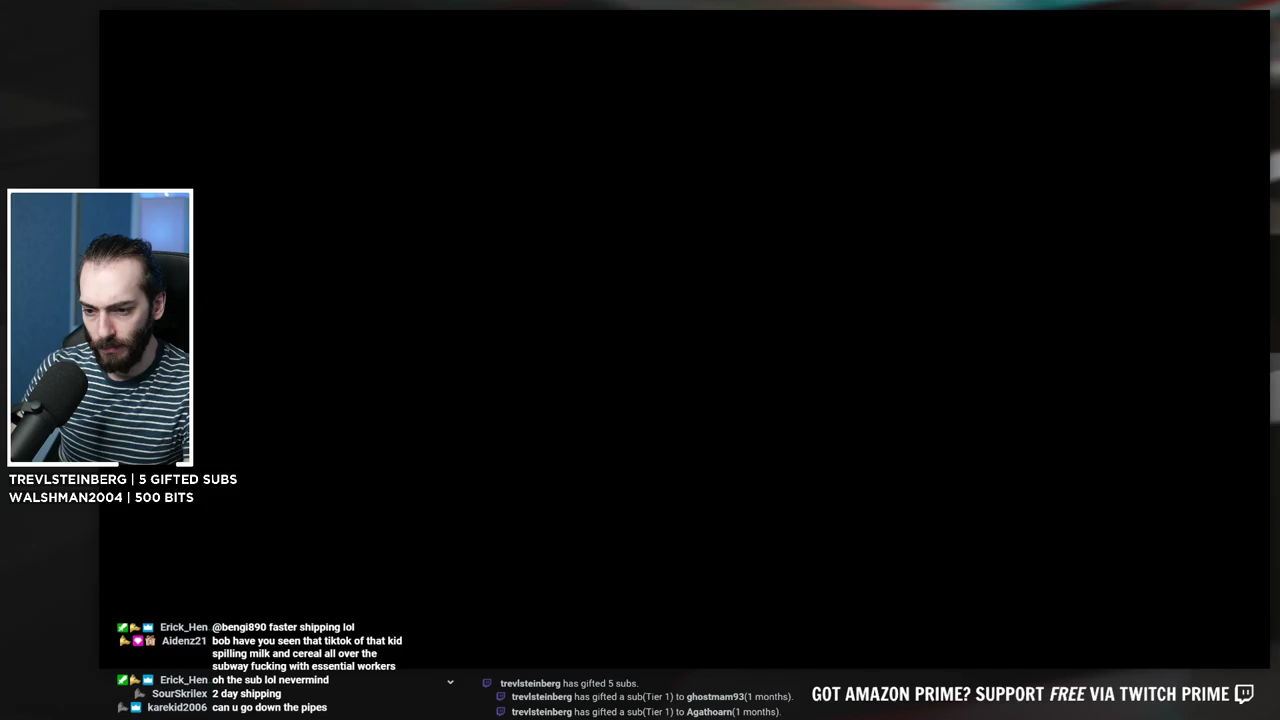 TREVLSTEINBERG | 5 GIFTED SUBS
WALSHMAN2004 | 500 BITS
Erick_Hen @bengi890 faster shipping lol
Aidenz21 bob have you seen that tiktok of that kid
spilling milk and cereal all over the
subway fucking with essential workers
Erick_Hen oh the sub lol nevermind
SourSkrilex 2 day shipping
karekid2006 can u go down the pipes
trevlsteinberg has gifted 5 subs.
trevlsteinberg has gifted a sub(Tier 1) to ghostmam93(1 months).
trevlsteinberg has gifted a sub(Tier 1) to Agathoarn(1 months).
GOT AMAZON PRIME? SUPPORT FREE VIA TWITCH PRIME